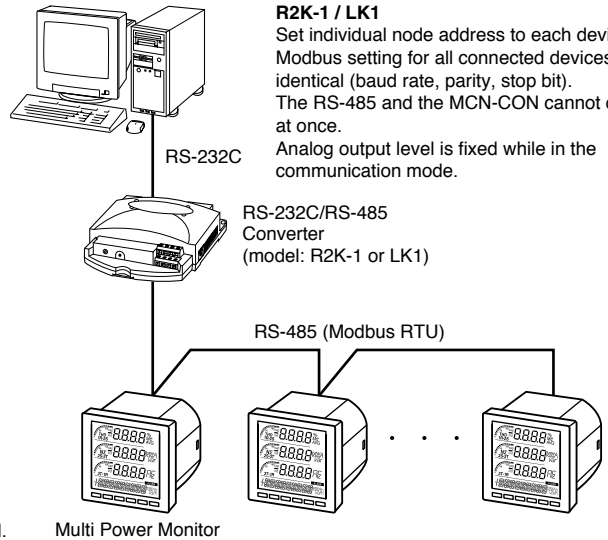 R2K-1 / LK1
Set individual node address to each devi
Modbus setting for all connected devices
identical (baud rate, parity, stop bit).
The RS-485 and the MCN-CON cannot
at once.
Analog output level is fixed while in the
communication mode.
RS-232C
RS-232C/RS-485
Converter
(model: R2K-1 or LK1)
RS-485 (Modbus RTU)
. . .
Multi Power Monitor